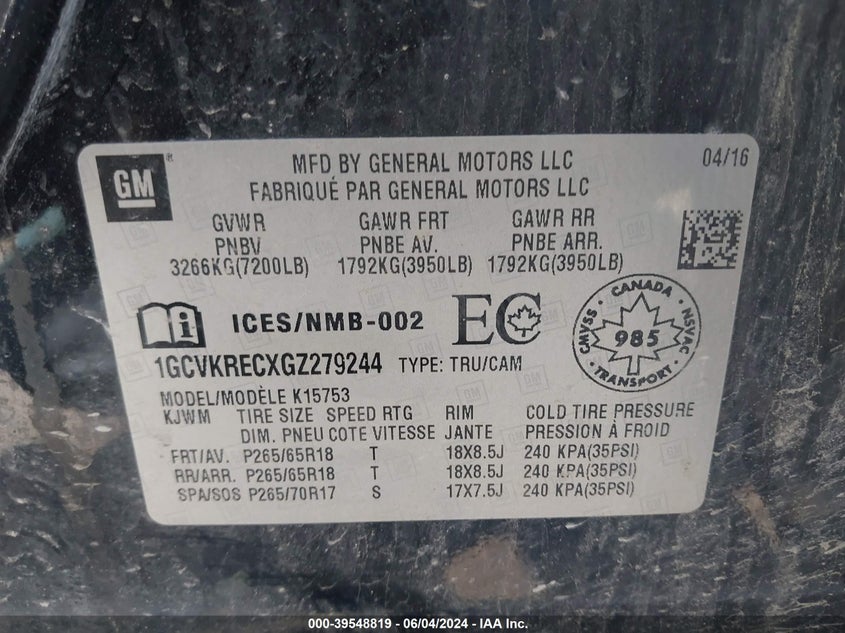 GM®
MFD BY GENERAL MOTORS LLC
04/16
FABRIQUÉ PAR GENERAL MOTORS LLC
GVWR GAWR FRT GAWR RR
PNBV PNBE AV. PNBE ARR.
3266KG(7200LB) 1792KG(3950LB) 1792KG(3950LB)
i ICES/NMB-002 EC
CANADA
CMVSS 985 NSVAC
TRANSPORT
1GCVKRECXGZ279244 TYPE: TRU/CAM
MODEL/MODÈLE K15753
KJWM TIRE SIZE SPEED RTG RIM COLD TIRE PRESSURE
DIM. PNEU COTE VITESSE JANTE PRESSION À FROID
FRT/AV. P265/65R18 T 18X8.5J 240 KPA(35PSI)
RR/ARR. P265/65R18 T 18X8.5J 240 KPA(35PSI)
SPA/SOS P265/70R17 S 17X7.5J 240 KPA(35PSI)
000-39548819 - 06/04/2024 - IAA Inc.